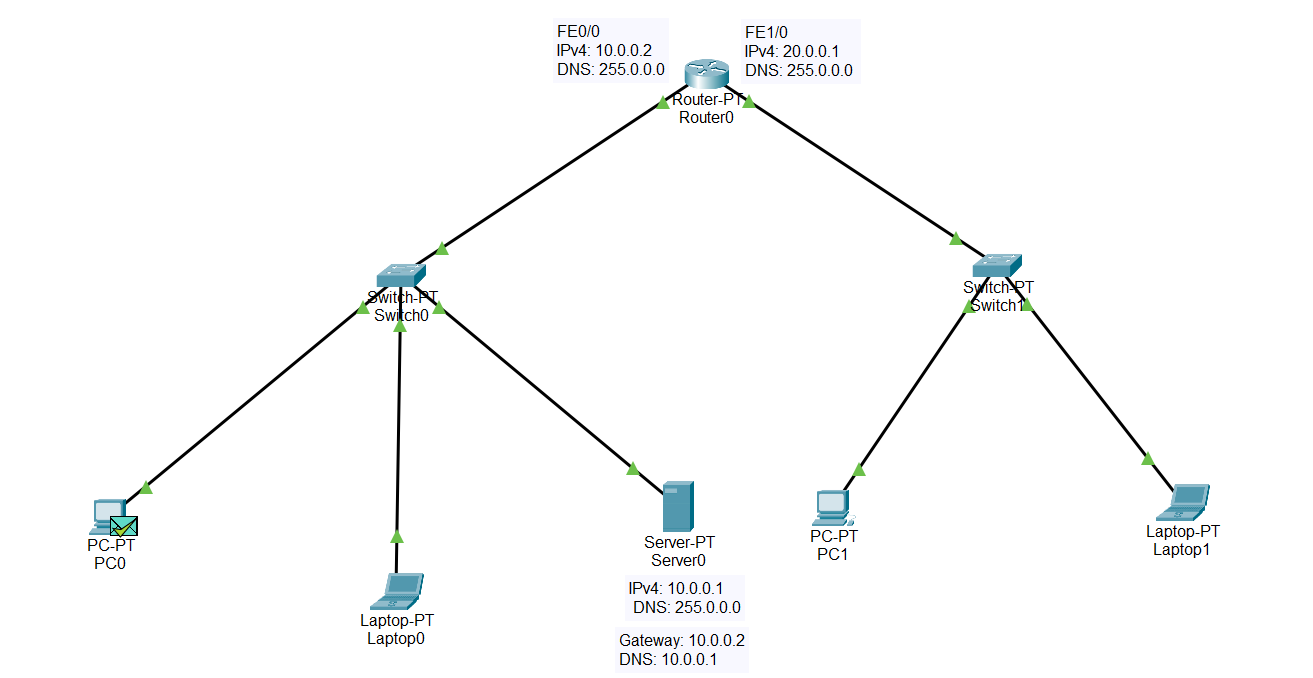 FE0/0
IPv4: 10.0.0.2
DNS: 255.0.0.0
FE1/0
IPv4: 20.0.0.1
DNS: 255.0.0.0
Router-PT
Router0
Switch-PT
Switch0
Switch-PT
Switch1
PC-PT
PC0
Laptop-PT
Laptop0
Server-PT
Server0
IPv4: 10.0.0.1
DNS: 255.0.0.0
Gateway: 10.0.0.2
DNS: 10.0.0.1
PC-PT
PC1
Laptop-PT
Laptop1